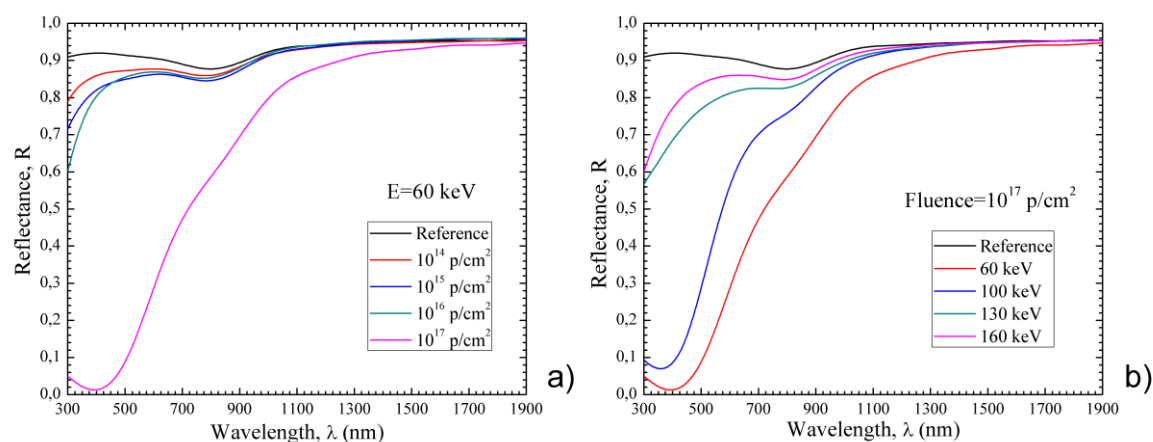 1,0
0,9
0,8
0,7
0,6
0,5
0,4
0,3
0,2
0,1
0,0
Reflectance, R
E=60 keV
Reference
10¹⁴ p/cm²
10¹⁵ p/cm²
10¹⁶ p/cm²
10¹⁷ p/cm²
300 500 700 900 1100 1300 1500 1700 1900
Wavelength, λ (nm)
a)
1,0
0,9
0,8
0,7
0,6
0,5
0,4
0,3
0,2
0,1
0,0
Reflectance, R
Fluence=10¹⁷ p/cm²
Reference
60 keV
100 keV
130 keV
160 keV
300 500 700 900 1100 1300 1500 1700 1900
Wavelength, λ (nm)
b)